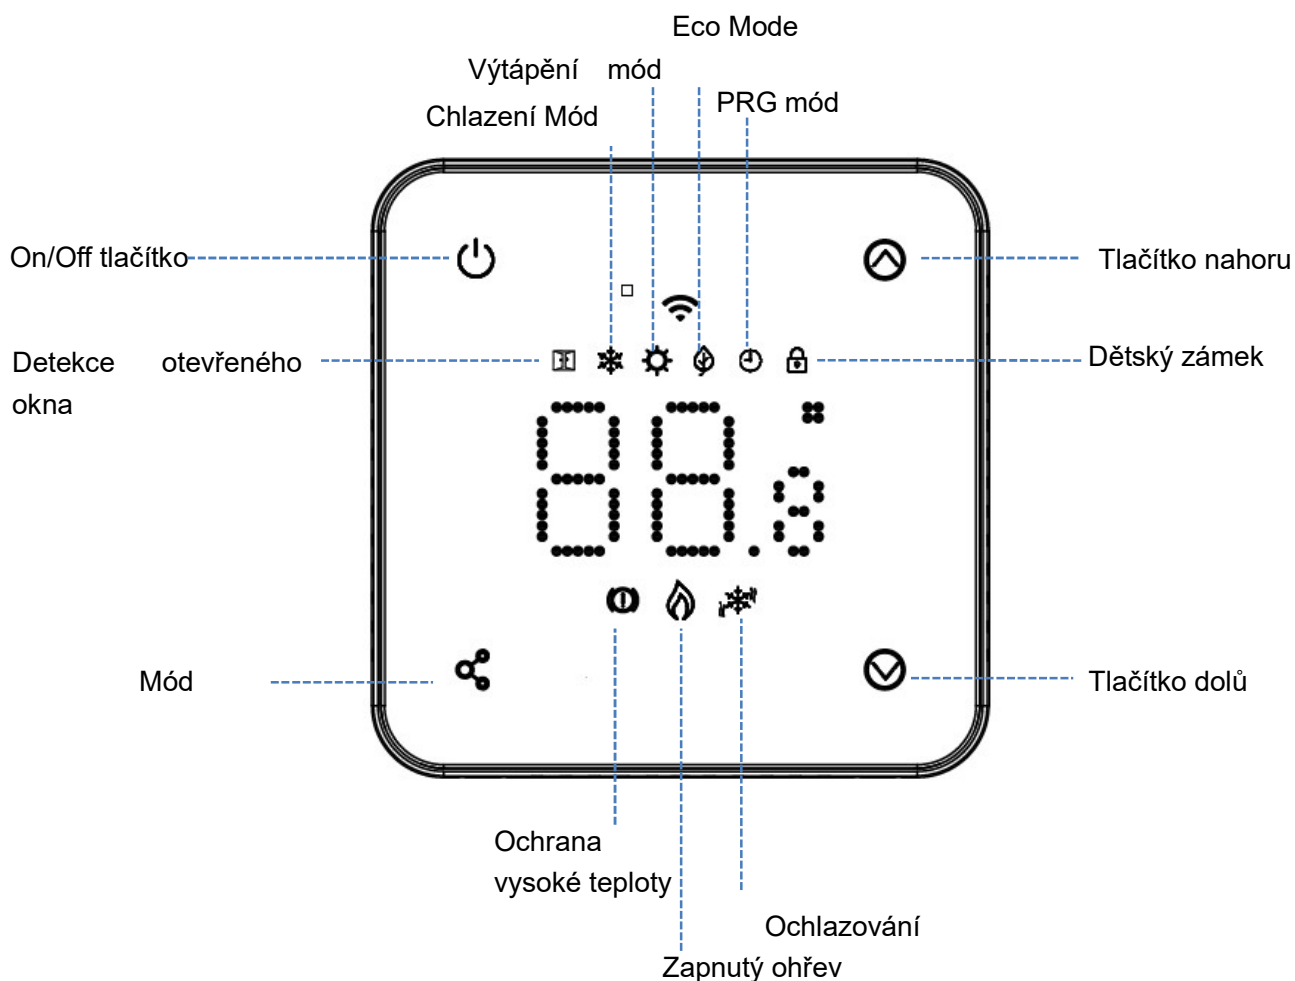 Eco Mode
Výtápění mód
PRG mód
Chlazení Mód
On/Off tlačítko
Tlačítko nahoru
Detekce otevřeného
okna
Dětský zámek
88.8
Mód
Tlačítko dolů
Ochrana
vysoké teploty
Ochlazování
Zapnutý ohřev